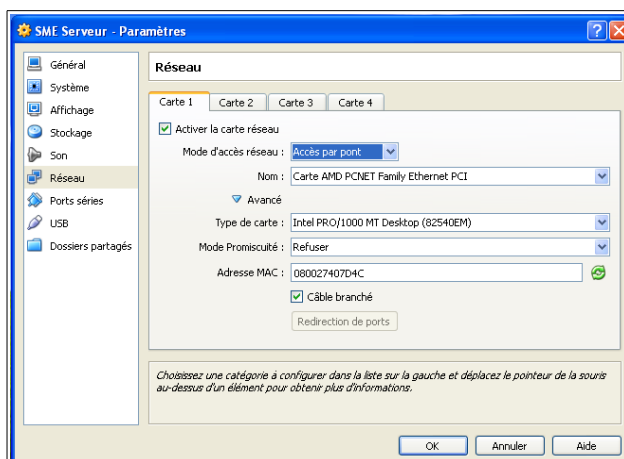 SME Serveur - Paramètres
Général
Système
Affichage
Stockage
Son
Réseau
Ports séries
USB
Dossiers partagés
Réseau
Carte 1 Carte 2 Carte 3 Carte 4
Activer la carte réseau
Mode d'accès réseau : Accès par pont
Nom : Carte AMD PCNET Family Ethernet PCI
Avancé
Type de carte : Intel PRO/1000 MT Desktop (82540EM)
Mode Promiscuité : Refuser
Adresse MAC : 080027407D4C
Câble branché
Redirection de ports
Choisissez une catégorie à configurer dans la liste sur la gauche et déplacez le pointeur de la souris
au-dessus d'un élément pour obtenir plus d'informations.
OK Annuler Aide